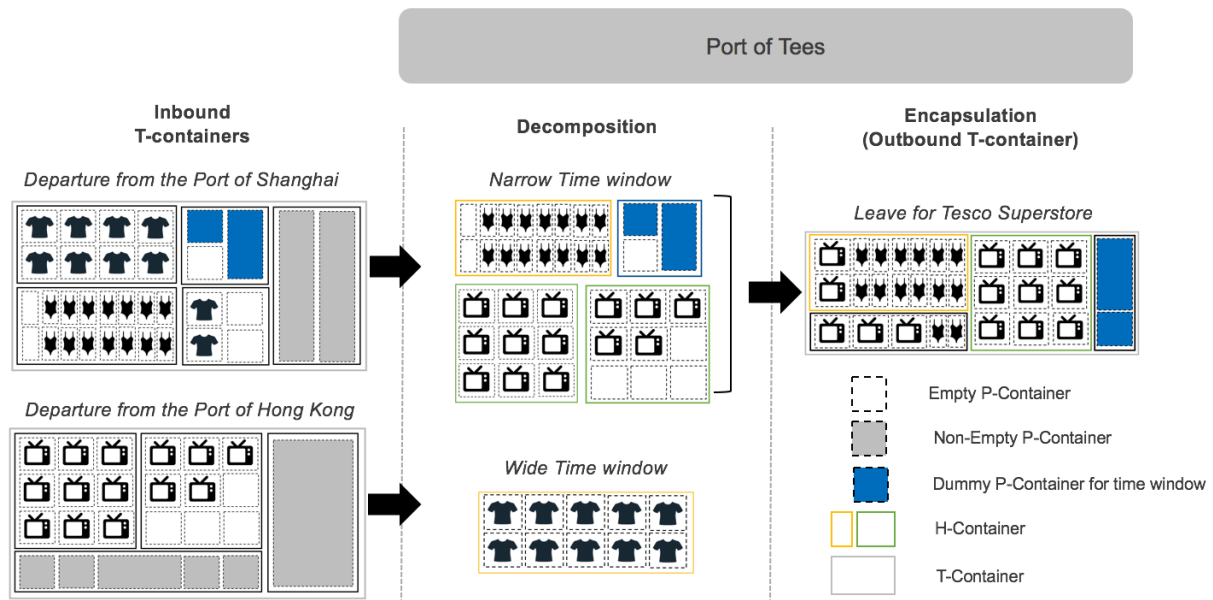 Port of Tees
Inbound
T-containers
Decomposition
Encapsulation
(Outbound T-container)
Departure from the Port of Shanghai
Narrow Time window
Leave for Tesco Superstore
Departure from the Port of Hong Kong
Wide Time window
Empty P-Container
Non-Empty P-Container
Dummy P-Container for time window
H-Container
T-Container